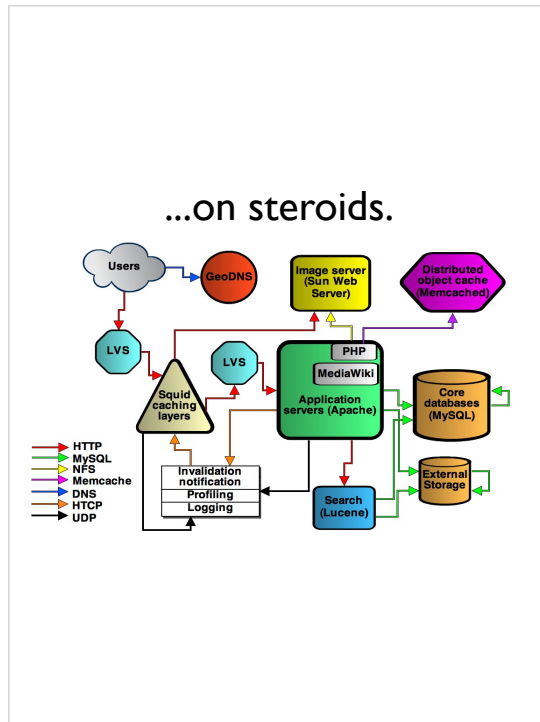 ...on steroids.
Users
GeoDNS
Image server
(Sun Web
Server)
Distributed
object cache
(Memcached)
LVS
LVS
PHP
MediaWiki
Squid
caching
layers
Application
servers (Apache)
Core
databases
(MySQL)
HTTP
MySQL
NFS
Memcache
DNS
HTCP
UDP
Invalidation
notification
Profiling
Logging
Search
(Lucene)
External
Storage